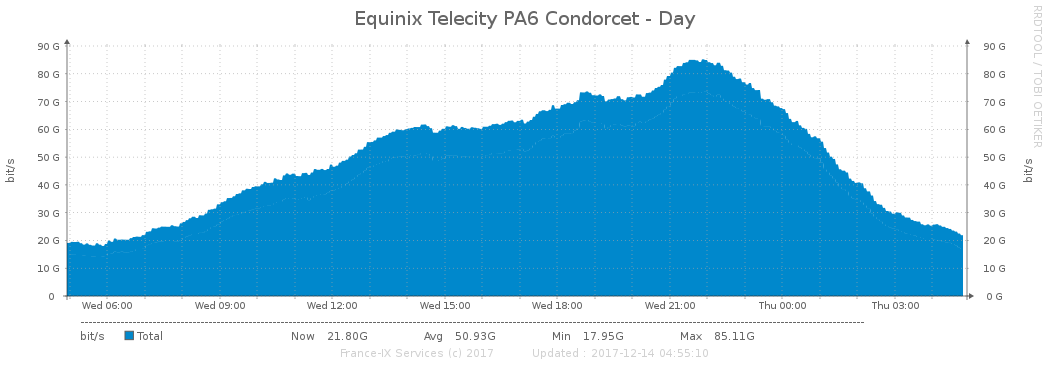 Equinix Telecity PA6 Condorcet - Day
RRDTOOL / TOBI OETIKER
90 G 90 G
80 G 80 G
70 G 70 G
60 G 60 G
50 G 50 G
40 G 40 G
30 G 30 G
20 G 20 G
10 G 10 G
0 0 G
bit/s
bit/s
Wed 06:00 Wed 09:00 Wed 12:00 Wed 15:00 Wed 18:00 Wed 21:00 Thu 00:00 Thu 03:00
bit/s Total Now 21.80G Avg 50.93G Min 17.95G Max 85.11G
France-IX Services (c) 2017 Updated : 2017-12-14 04:55:10